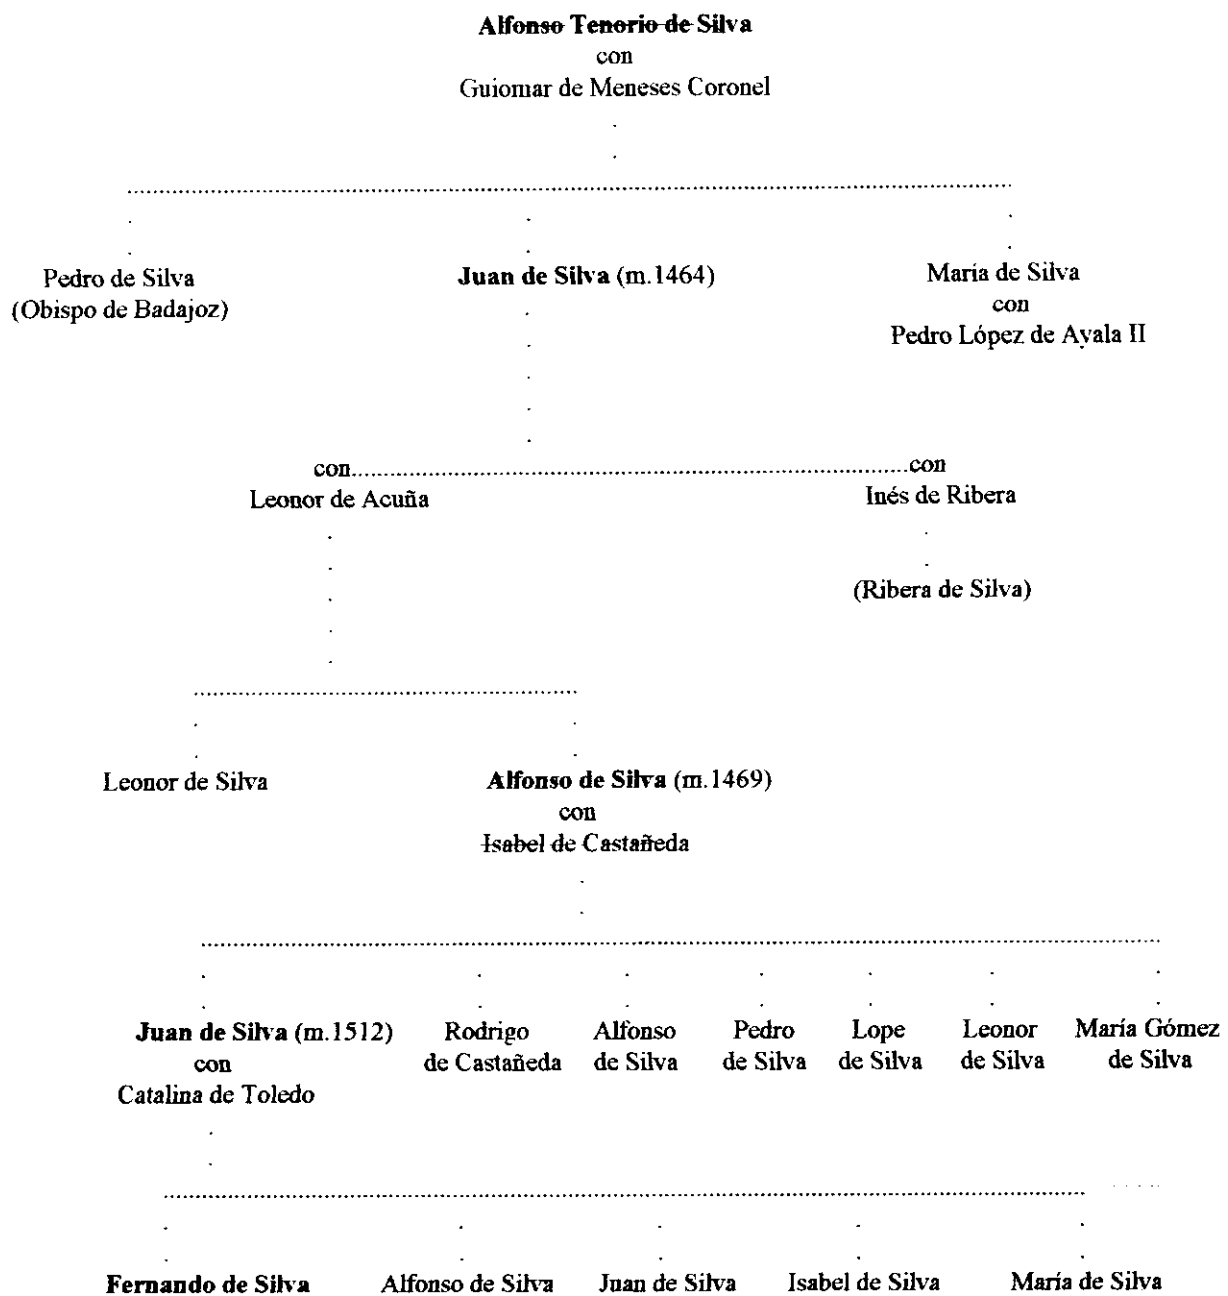 Alfonso Tenorio de Silva
con
Guiomar de Meneses Coronel
Pedro de Silva
(Obispo de Badajoz)
Juan de Silva (m.1464)
María de Silva
con
Pedro López de Ayala II
con
Leonor de Acuña
con
Inés de Ribera
(Ribera de Silva)
Leonor de Silva
Alfonso de Silva (m.1469)
con
Isabel de Castañeda
Juan de Silva (m.1512)
con
Catalina de Toledo
Rodrigo
de Castañeda
Alfonso
de Silva
Pedro
de Silva
Lope
de Silva
Leonor
de Silva
María Gómez
de Silva
Fernando de Silva
Alfonso de Silva
Juan de Silva
Isabel de Silva
María de Silva